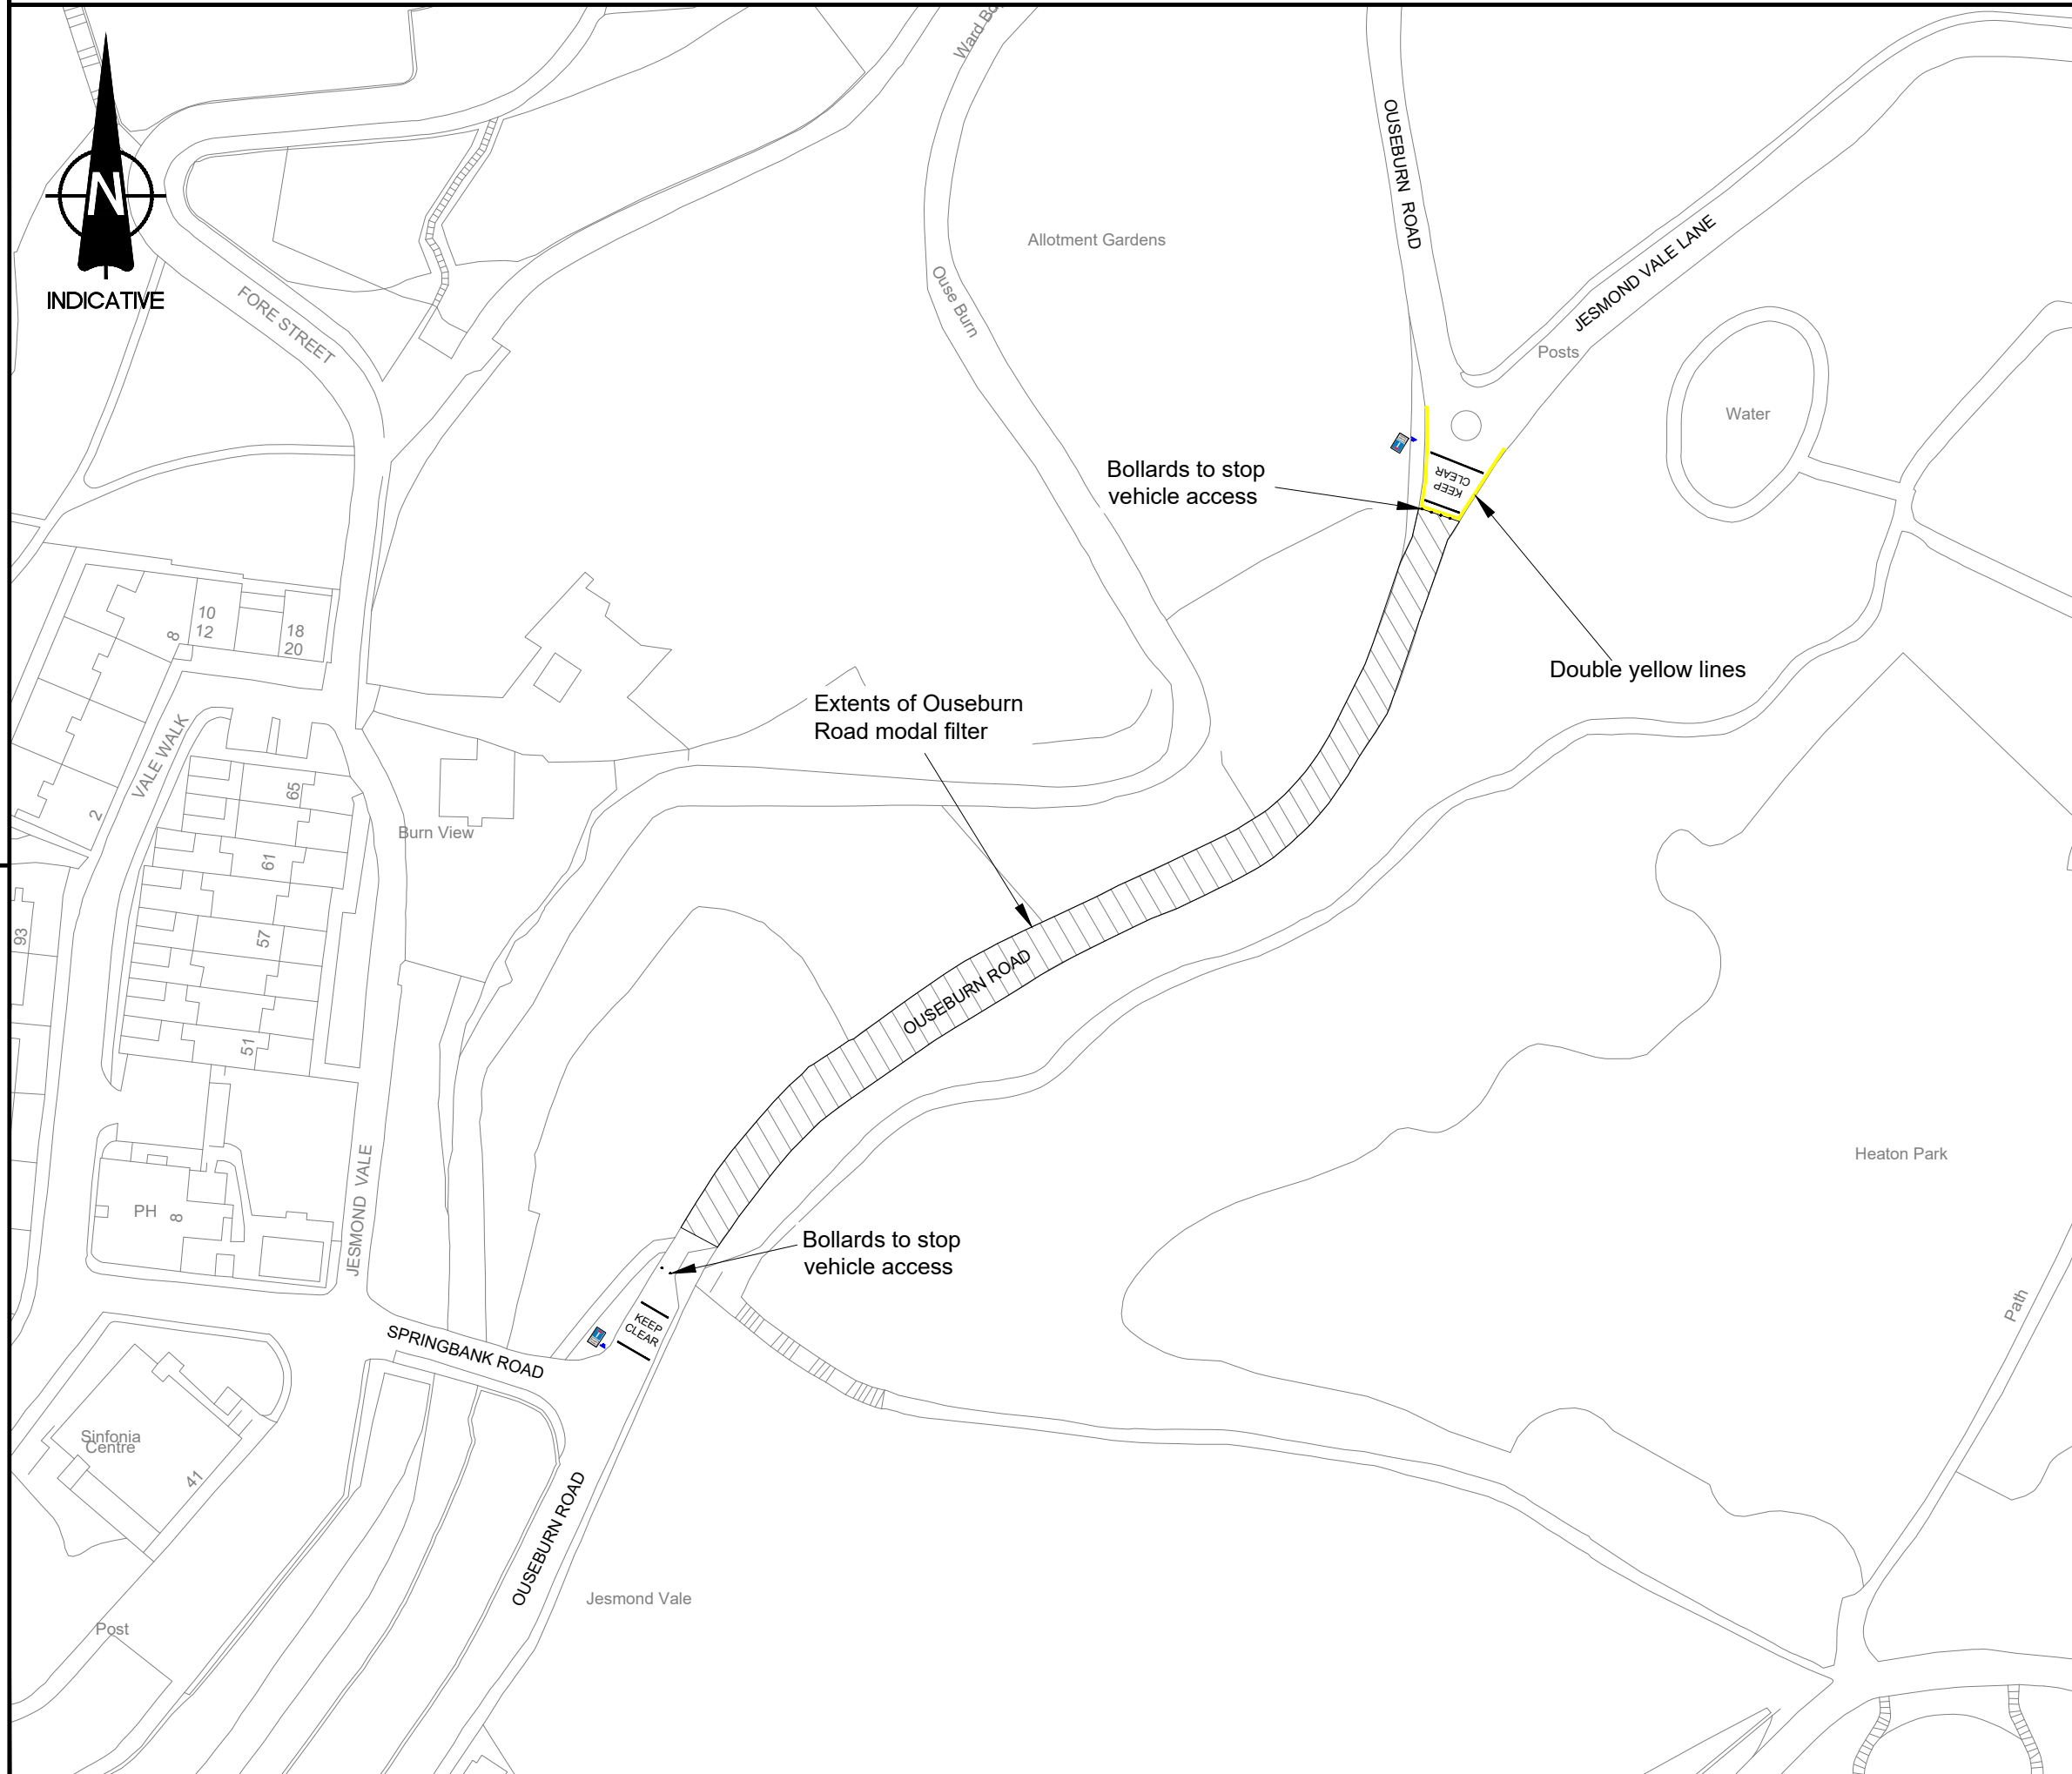 Ward Bo
N
INDICATIVE
FORE STREET
Allotment Gardens
Ouse Burn
OUSEBURN ROAD
JESMOND VALE LANE
Posts
Water
Bollards to stop
vehicle access
KEEP
CLEAR
Double yellow lines
10
12
8
18
20
VALE WALK
2
65
61
57
51
93
Burn View
Extents of Ouseburn
Road modal filter
OUSEBURN ROAD
Heaton Park
PH
8
JESMOND VALE
Bollards to stop
vehicle access
KEEP
CLEAR
SPRINGBANK ROAD
Path
Sinfonia
Centre
41
OUSEBURN ROAD
Jesmond Vale
Post